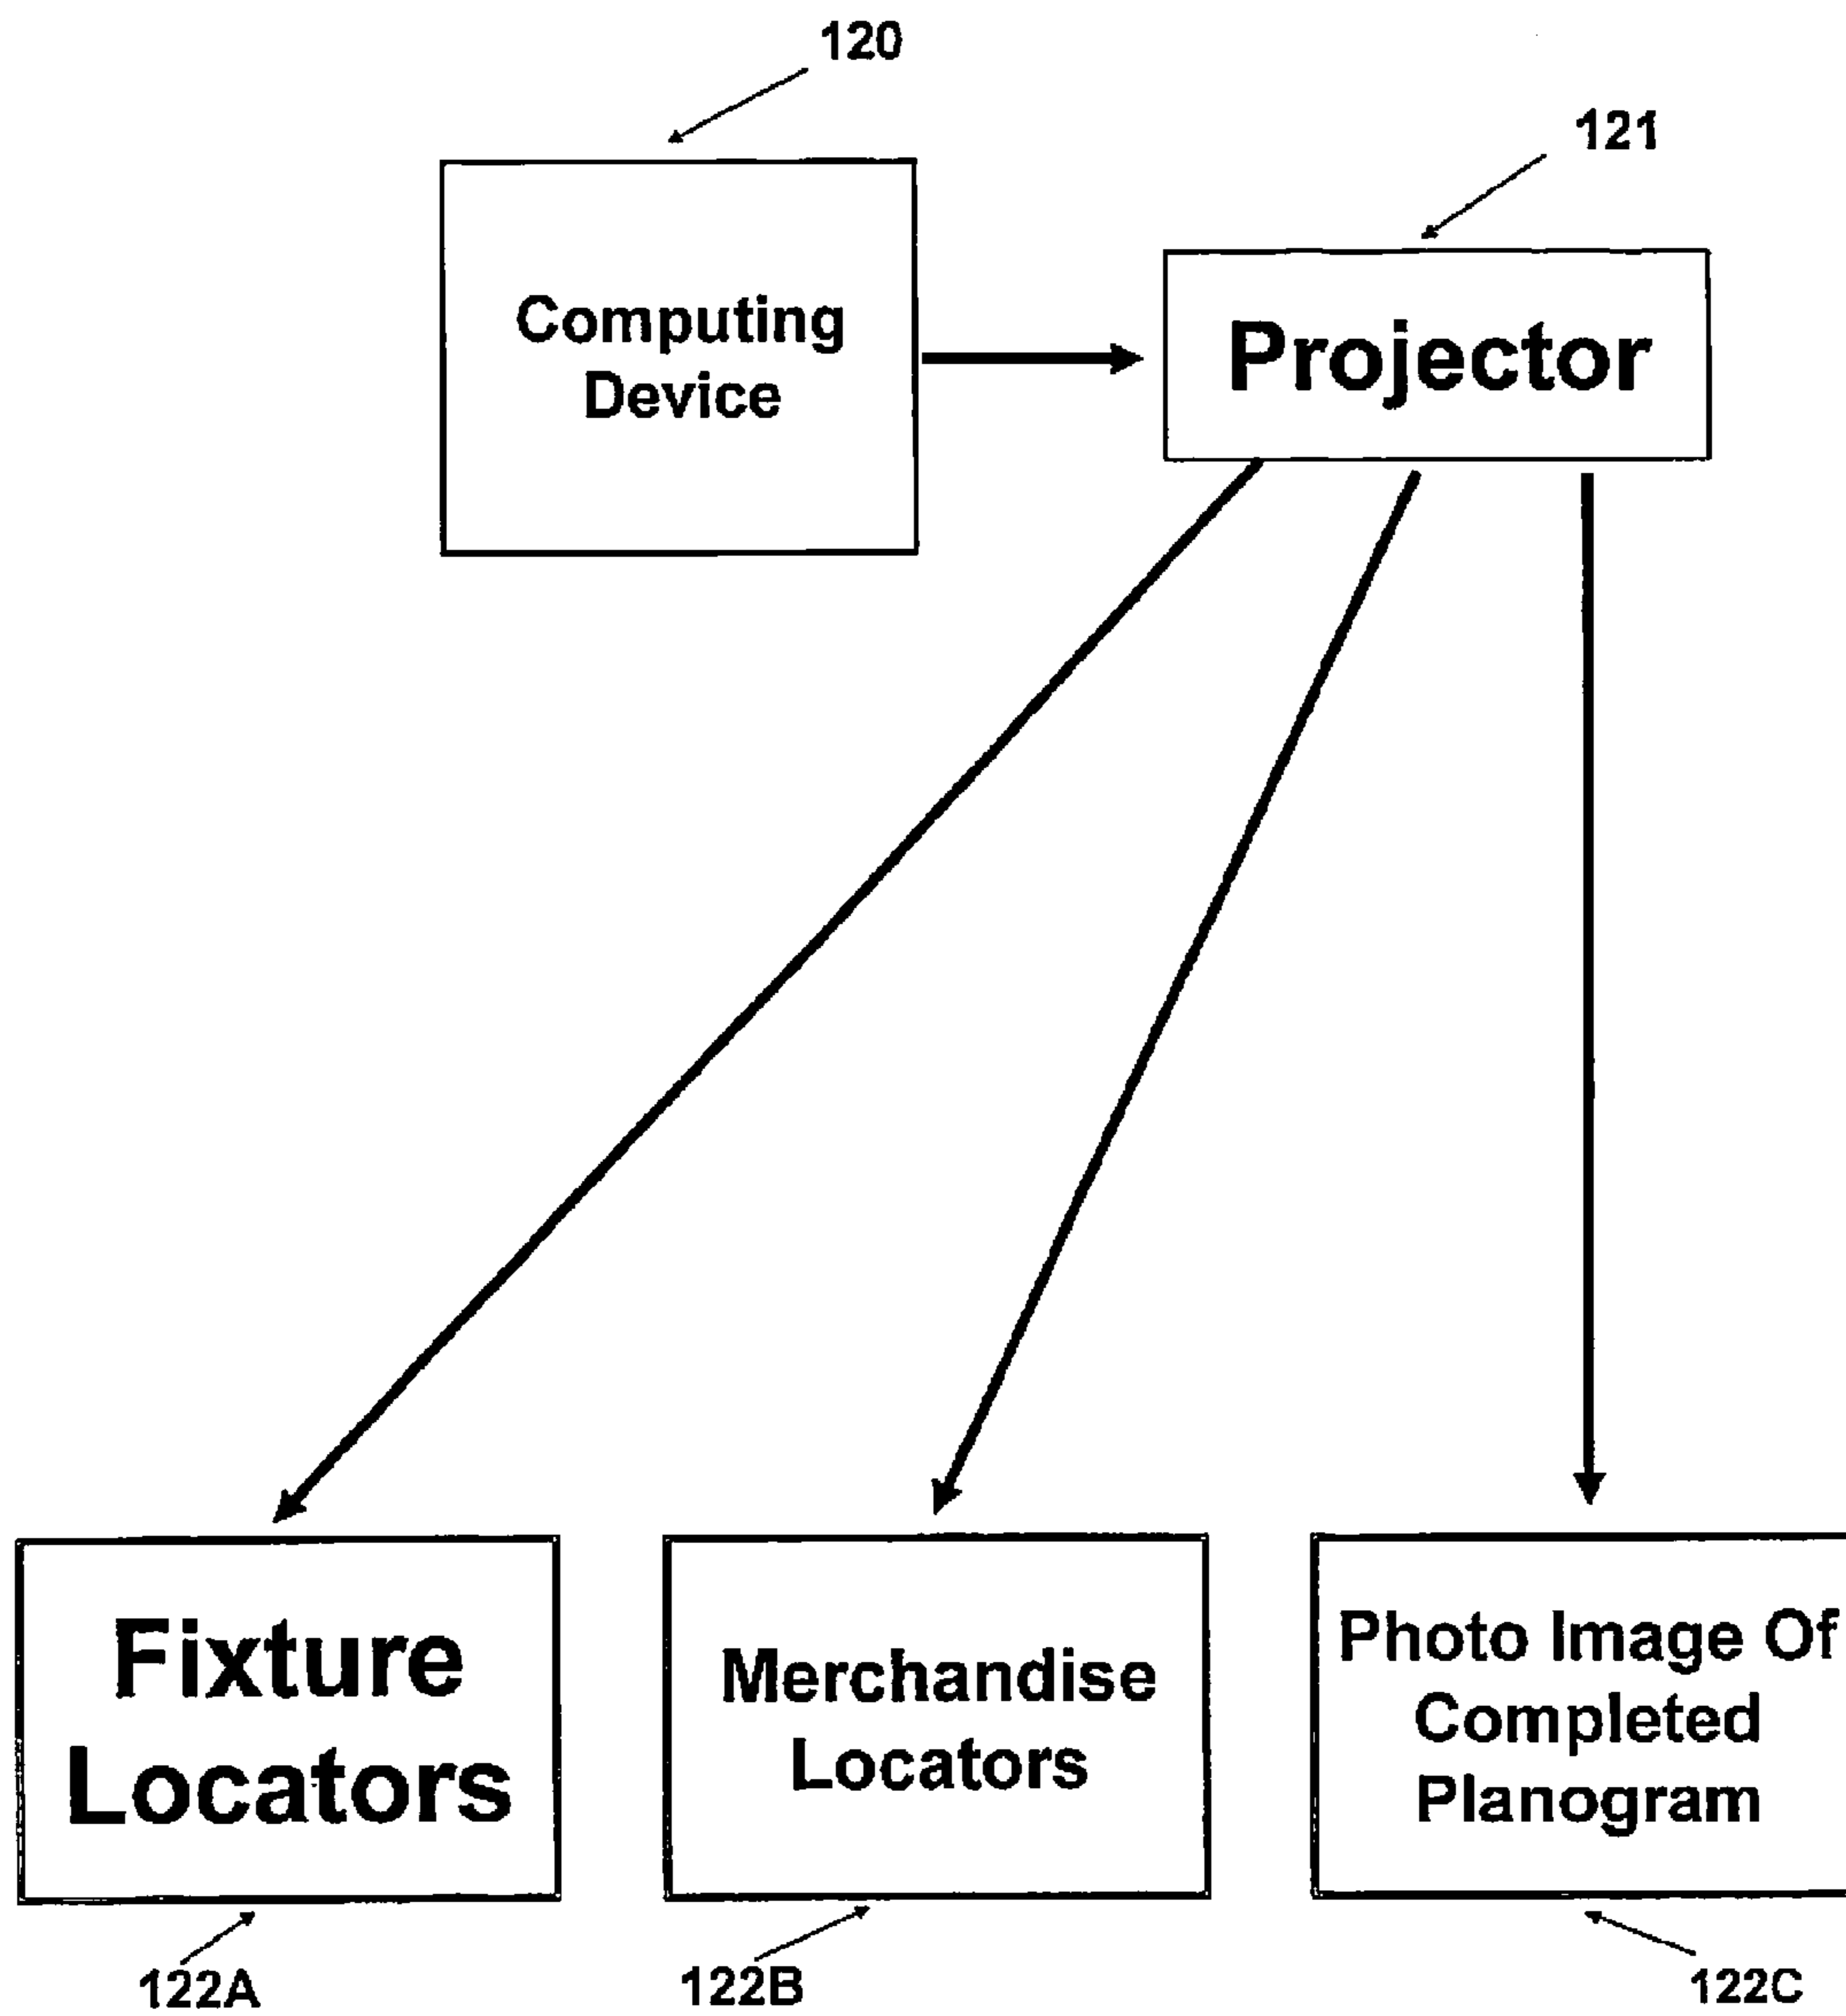 120
121
Computing
Device
Projector
Fixture
Locators
Merchandise
Locators
Photo Image Of
Completed
Planogram
122A
122B
122C